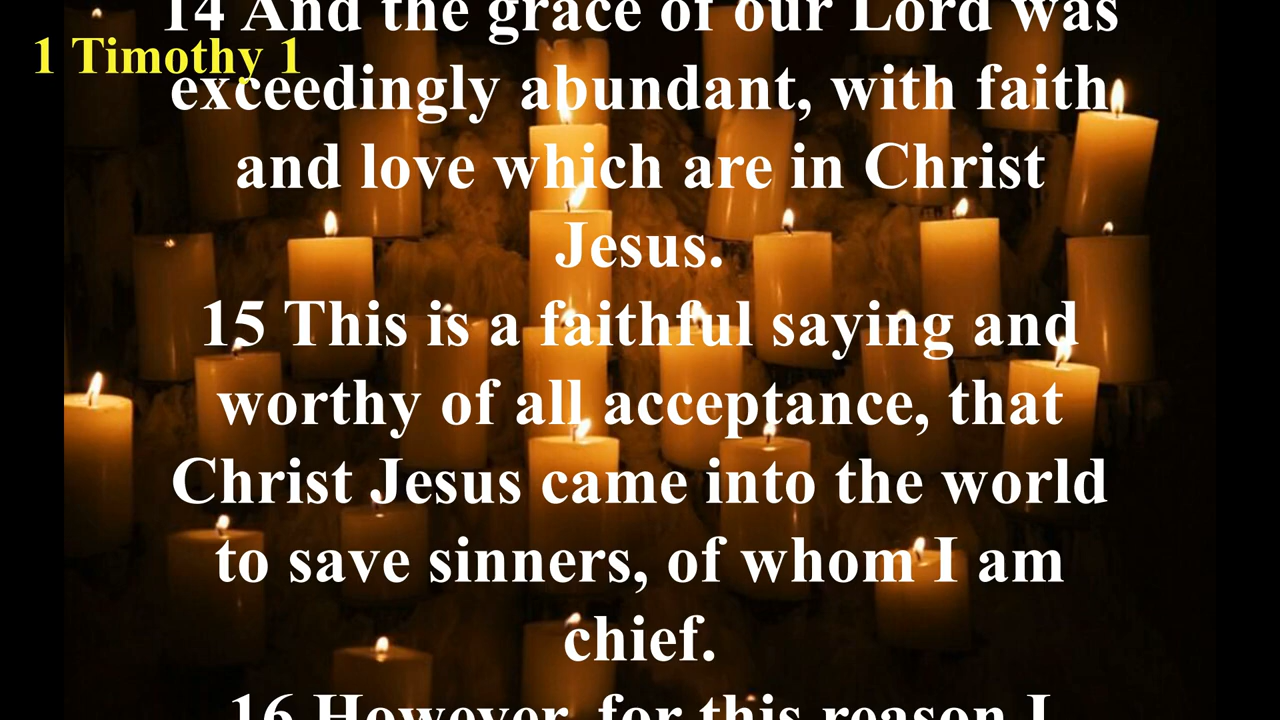 14 And the grace of our Lord was
1 Timothy 1
exceedingly abundant, with faith
and love which are in Christ
Jesus.
15 This is a faithful saying and
worthy of all acceptance, that
Christ Jesus came into the world
to save sinners, of whom I am
chief.
16 However, for this reason I